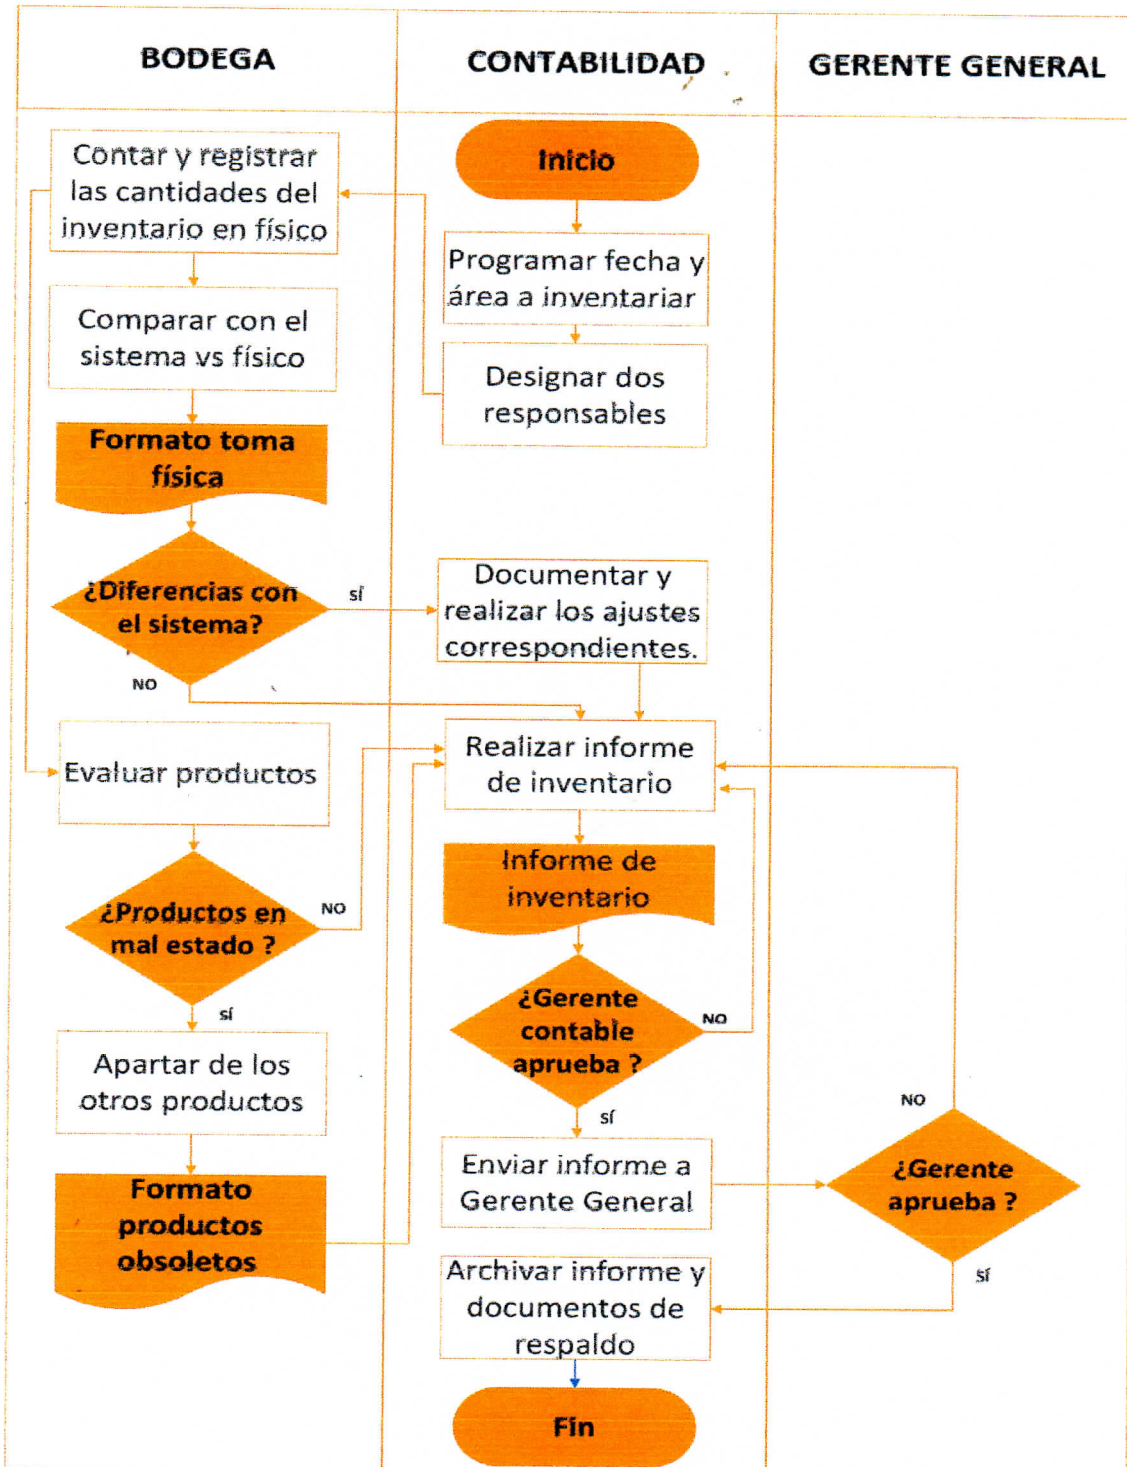 BODEGA
CONTABILIDAD
GERENTE GENERAL
Inicio
Programar fecha y
área a inventariar
Designar dos
responsables
Contar y registrar
las cantidades del
inventario en físico
Comparar con el
sistema vs físico
Formato toma
física
¿Diferencias con
el sistema?
sí
NO
Documentar y
realizar los ajustes
correspondientes.
Evaluar productos
¿Productos en
mal estado ?
NO
sí
Apartar de los
otros productos
Formato
productos
obsoletos
Realizar informe
de inventario
Informe de
inventario
¿Gerente
contable
aprueba ?
NO
sí
Enviar informe a
Gerente General
¿Gerente
aprueba ?
NO
sí
Archivar informe y
documentos de
respaldo
Fin